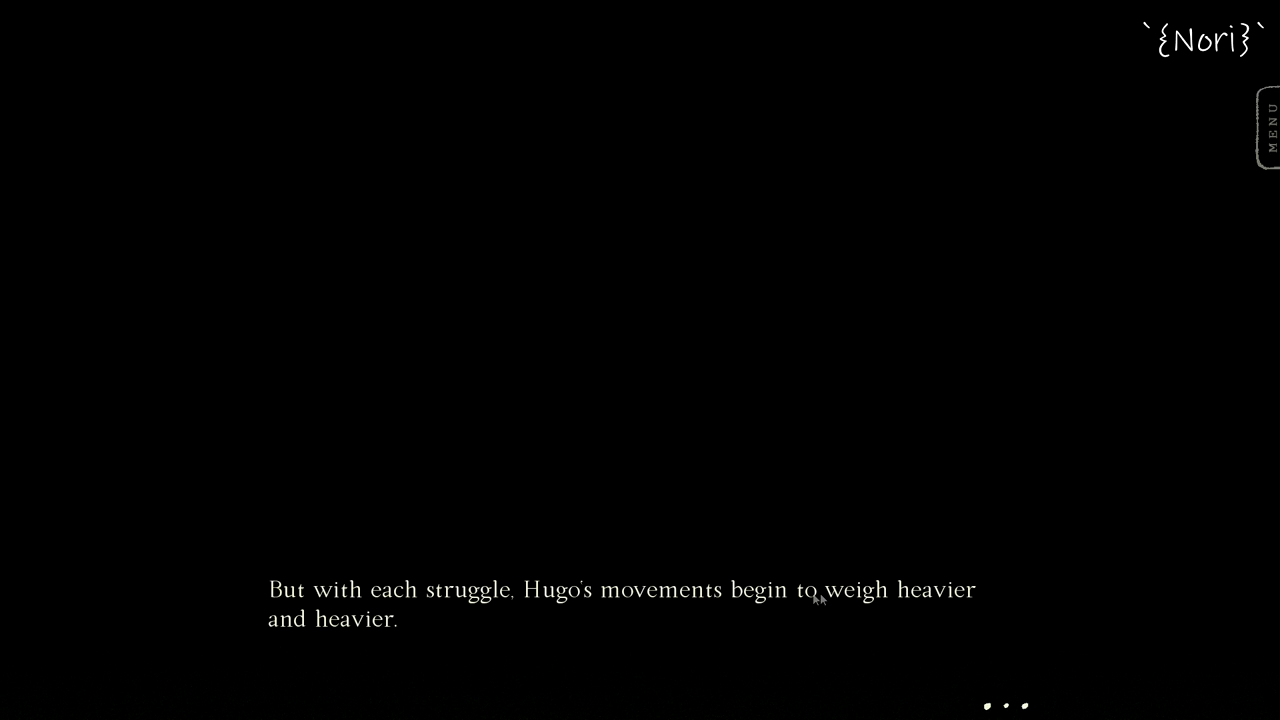 `{Nori}`
MENU
But with each struggle, Hugo's movements begin to weigh heavier
and heavier.
...